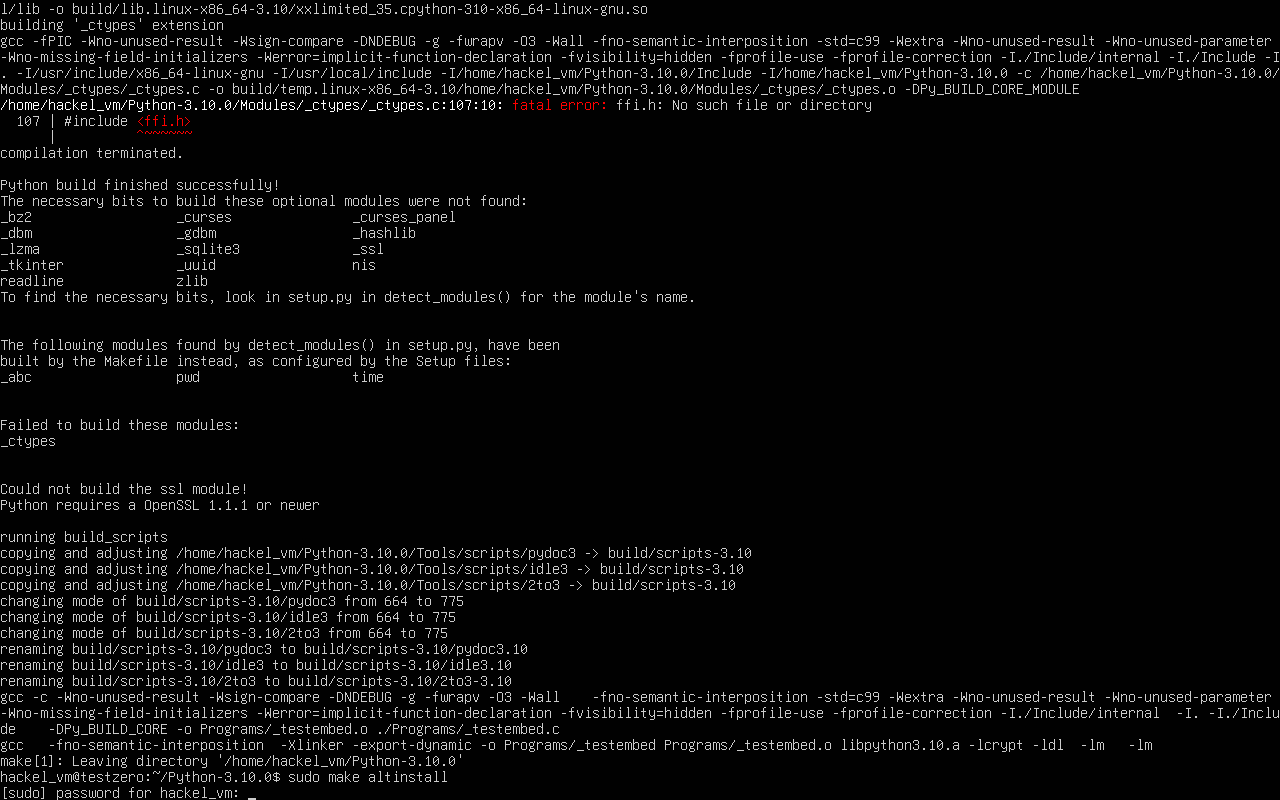 l/lib -o build/lib.linux-x86_64-3.10/xxlimited_35.cpython-310-x86_64-linux-gnu.so
building '_ctypes' extension
gcc -fPIC -Wno-unused-result -Wsign-compare -DNDEBUG -g -fwrapv -O3 -Wall -fno-semantic-interposition -std=c99 -Wextra -Wno-unused-result -Wno-unused-parameter
-Wno-missing-field-initializers -Werror=implicit-function-declaration -fvisibility=hidden -fprofile-use -fprofile-correction -I./Include/internal -I./Include -I
. -I/usr/include/x86_64-linux-gnu -I/usr/local/include -I/home/hackel_vm/Python-3.10.0/Include -I/home/hackel_vm/Python-3.10.0 -c /home/hackel_vm/Python-3.10.0/
Modules/_ctypes/_ctypes.c -o build/temp.linux-x86_64-3.10/home/hackel_vm/Python-3.10.0/Modules/_ctypes/_ctypes.o -DPy_BUILD_CORE_MODULE
/home/hackel_vm/Python-3.10.0/Modules/_ctypes/_ctypes.c:107:10: fatal error: ffi.h: No such file or directory
  107 | #include <ffi.h>
      |          ^~~~~~~
compilation terminated.
Python build finished successfully!
The necessary bits to build these optional modules were not found:
_bz2                  _curses               _curses_panel
_dbm                  _gdbm                 _hashlib
_lzma                 _sqlite3              _ssl
_tkinter              _uuid                 nis
readline              zlib
To find the necessary bits, look in setup.py in detect_modules() for the module's name.
The following modules found by detect_modules() in setup.py, have been
built by the Makefile instead, as configured by the Setup files:
_abc                  pwd                   time
Failed to build these modules:
_ctypes
Could not build the ssl module!
Python requires a OpenSSL 1.1.1 or newer
running build_scripts
copying and adjusting /home/hackel_vm/Python-3.10.0/Tools/scripts/pydoc3 -> build/scripts-3.10
copying and adjusting /home/hackel_vm/Python-3.10.0/Tools/scripts/idle3 -> build/scripts-3.10
copying and adjusting /home/hackel_vm/Python-3.10.0/Tools/scripts/2to3 -> build/scripts-3.10
changing mode of build/scripts-3.10/pydoc3 from 664 to 775
changing mode of build/scripts-3.10/idle3 from 664 to 775
changing mode of build/scripts-3.10/2to3 from 664 to 775
renaming build/scripts-3.10/pydoc3 to build/scripts-3.10/pydoc3.10
renaming build/scripts-3.10/idle3 to build/scripts-3.10/idle3.10
renaming build/scripts-3.10/2to3 to build/scripts-3.10/2to3-3.10
gcc -c -Wno-unused-result -Wsign-compare -DNDEBUG -g -fwrapv -O3 -Wall    -fno-semantic-interposition -std=c99 -Wextra -Wno-unused-result -Wno-unused-parameter
-Wno-missing-field-initializers -Werror=implicit-function-declaration -fvisibility=hidden -fprofile-use -fprofile-correction -I./Include/internal  -I. -I./Inclu
de    -DPy_BUILD_CORE -o Programs/_testembed.o ./Programs/_testembed.c
gcc   -fno-semantic-interposition  -Xlinker -export-dynamic -o Programs/_testembed Programs/_testembed.o libpython3.10.a -lcrypt -ldl  -lm   -lm
make[1]: Leaving directory '/home/hackel_vm/Python-3.10.0'
hackel_vm@testzero:~/Python-3.10.0$ sudo make altinstall
[sudo] password for hackel_vm: _